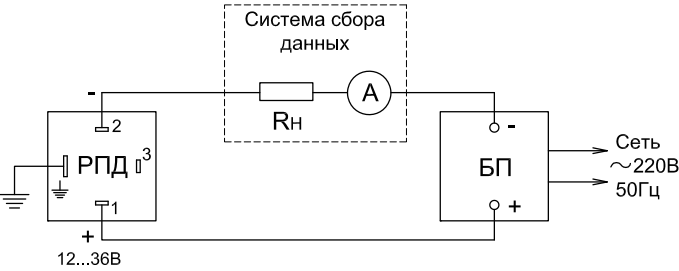 Система сбора
данных
A
Rн
-
2
РПД
3
1
+
12...36В
-
БП
+
Сеть
~220В
50Гц